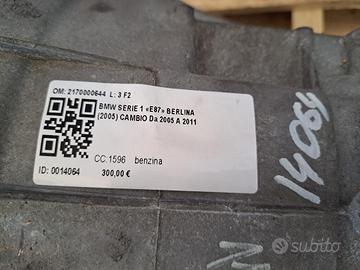 OM: 2170000644 L: 3 F2
BMW SERIE 1 «E87» BERLINA
(2005) CAMBIO Da 2005 A 2011
CC:1596 benzina
ID: 0014064
300,00 €
14064
subito